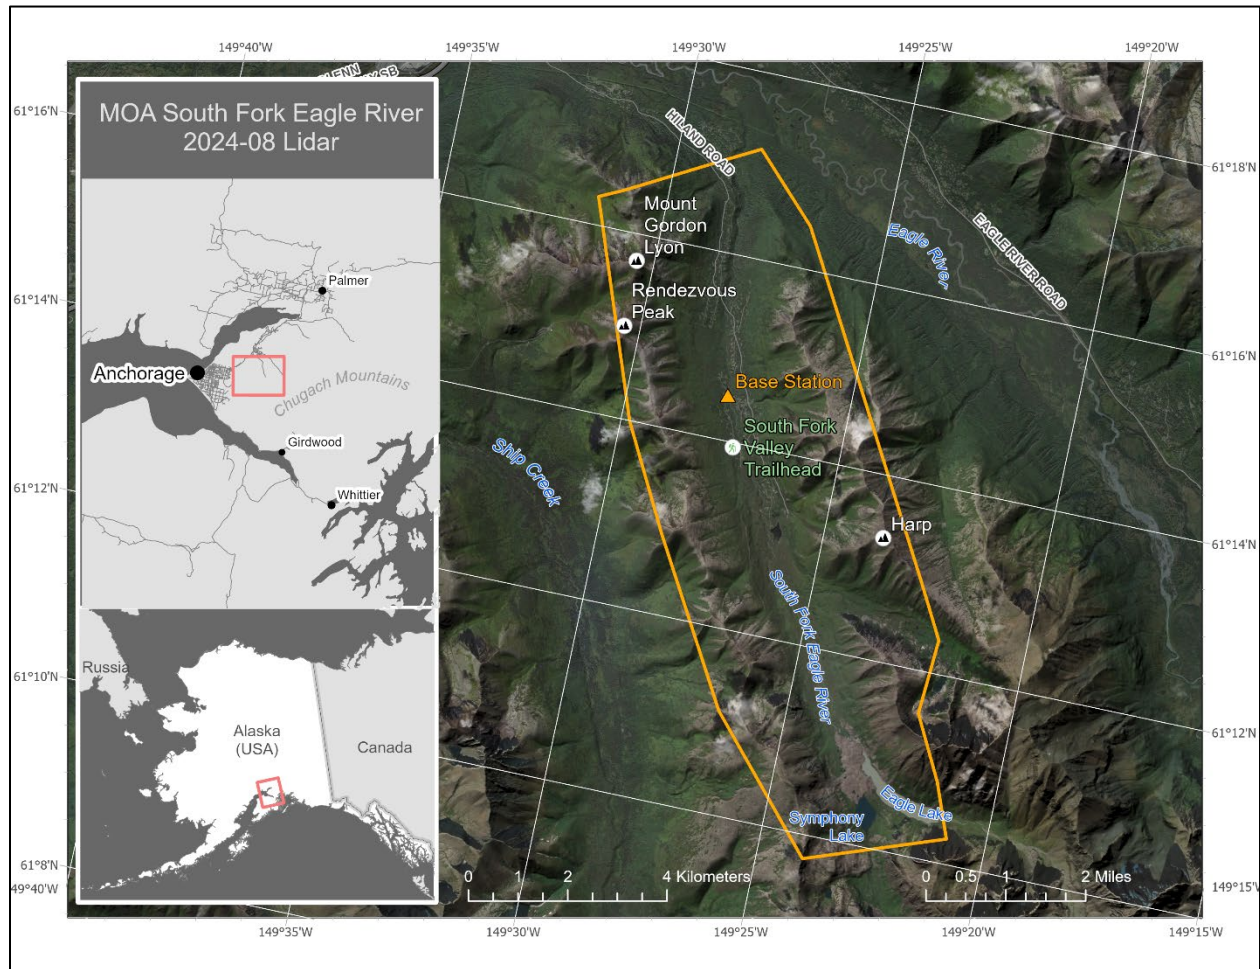 149°40'W
149°35'W
149°30'W
149°25'W
149°20'W
61°16'N
61°14'N
61°12'N
61°10'N
61°8'N
149°40'W
MOA South Fork Eagle River
2024-08 Lidar
Palmer
Anchorage
Chugach Mountains
Girdwood
Whittier
Russia
Alaska
(USA)
Canada
GLENN
HILAND ROAD
Mount
Gordon
Lyon
Rendezvous
Peak
Eagle River
EAGLE RIVER ROAD
Base Station
South Fork
Valley
Trailhead
Ship Creek
Harp
South Fork Eagle River
Eagle Lake
Symphony
Lake
0 1 2 4 Kilometers
0 0.5 1 2 Miles
61°18'N
61°16'N
61°14'N
61°12'N
149°15'W
149°35'W
149°30'W
149°25'W
149°20'W
149°15'W